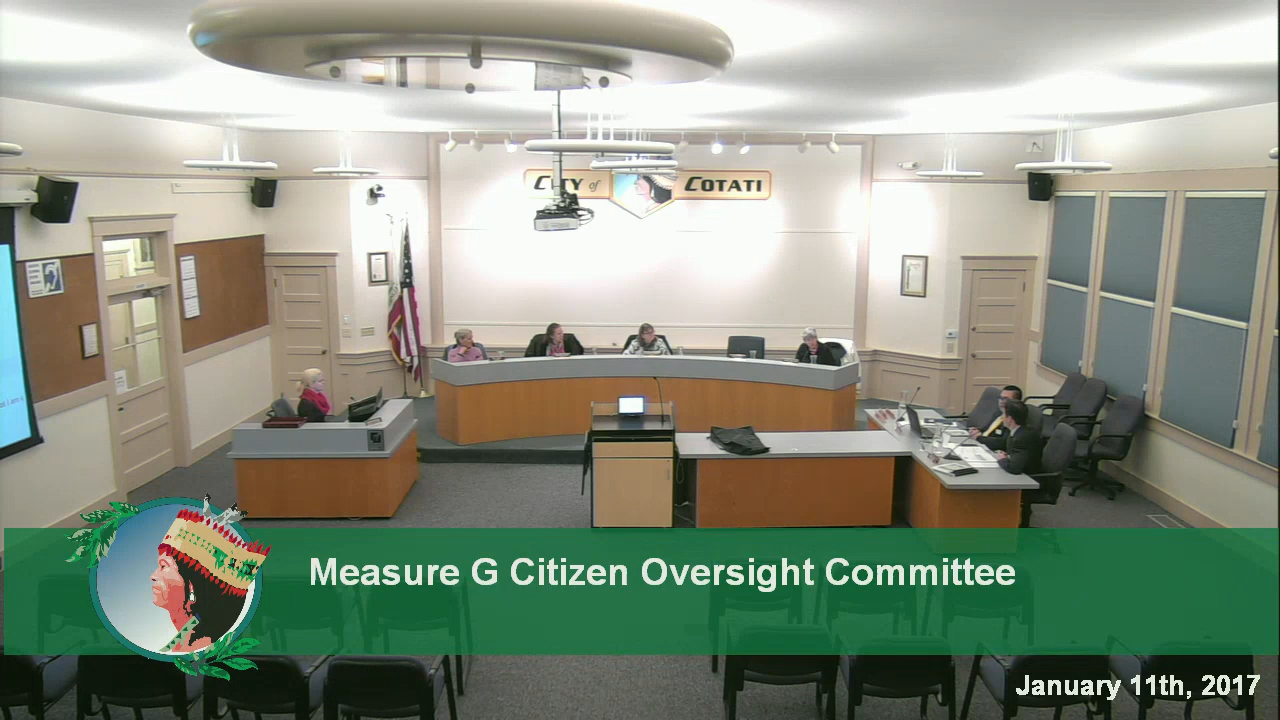 CITY of COTATI
Measure G Citizen Oversight Committee
January 11th, 2017